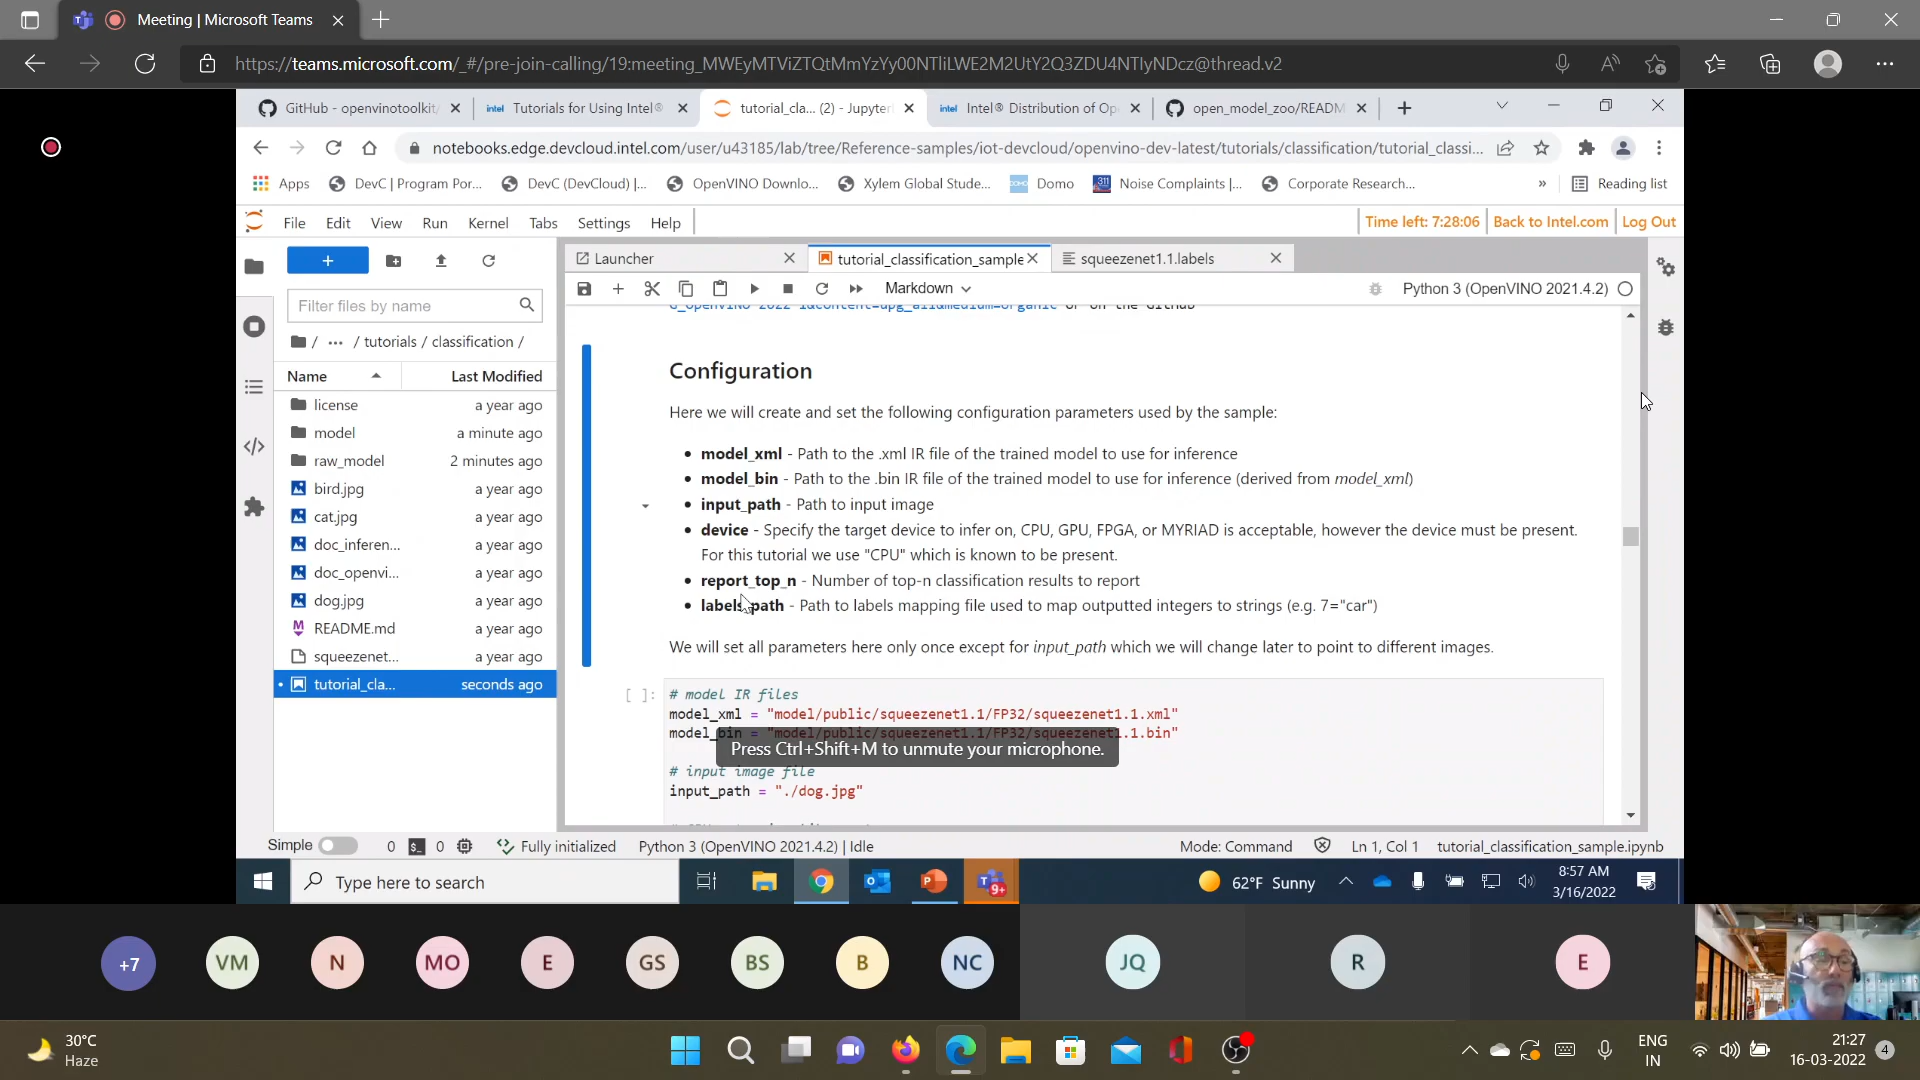 Meeting | Microsoft Teams
https://teams.microsoft.com/_#/pre-join-calling/19:meeting_MWEyMTViZTQtMmYzYy00NTliLWE2M2UtY2Q3ZDU4NTIyNDcz@thread.v2
GitHub - openvinotoolkit/
intel Tutorials for Using Intel®
tutorial_cla... (2) - Jupyter
intel Intel® Distribution of Op
open_model_zoo/READM
notebooks.edge.devcloud.intel.com/user/u43185/lab/tree/Reference-samples/iot-devcloud/openvino-dev-latest/tutorials/classification/tutorial_classi...
Apps
DevC | Program Por...
DevC (DevCloud) |...
OpenVINO Downlo...
Xylem Global Stude...
Domo
311 Noise Complaints |...
Corporate Research...
»
Reading list
File Edit View Run Kernel Tabs Settings Help
Time left: 7:28:06 Back to Intel.com Log Out
Launcher
tutorial_classification_sample
squeezenet1.1.labels
Markdown
Python 3 (OpenVINO 2021.4.2)
Filter files by name
/ ··· / tutorials / classification /
Name Last Modified
license a year ago
model a minute ago
raw_model 2 minutes ago
bird.jpg a year ago
cat.jpg a year ago
doc_inferen... a year ago
doc_openvi... a year ago
dog.jpg a year ago
README.md a year ago
squeezenet... a year ago
tutorial_cla... seconds ago
Configuration
Here we will create and set the following configuration parameters used by the sample:
• model_xml - Path to the .xml IR file of the trained model to use for inference
• model_bin - Path to the .bin IR file of the trained model to use for inference (derived from model_xml)
• input_path - Path to input image
• device - Specify the target device to infer on, CPU, GPU, FPGA, or MYRIAD is acceptable, however the device must be present.
For this tutorial we use "CPU" which is known to be present.
• report_top_n - Number of top-n classification results to report
• labels_path - Path to labels mapping file used to map outputted integers to strings (e.g. 7="car")
We will set all parameters here only once except for input_path which we will change later to point to different images.
[ ]:
# model IR files
model_xml = "model/public/squeezenet1.1/FP32/squeezenet1.1.xml"
model_bin = "model/public/squeezenet1.1/FP32/squeezenet1.1.bin"
Press Ctrl+Shift+M to unmute your microphone.
# input image file
input_path = "./dog.jpg"
Simple 0 0 Fully initialized Python 3 (OpenVINO 2021.4.2) | Idle
Mode: Command Ln 1, Col 1 tutorial_classification_sample.ipynb
Type here to search
9+
62°F Sunny
8:57 AM
3/16/2022
+7 VM N MO E GS BS B NC JQ R E
30°C
Haze
ENG
IN
21:27
16-03-2022
4